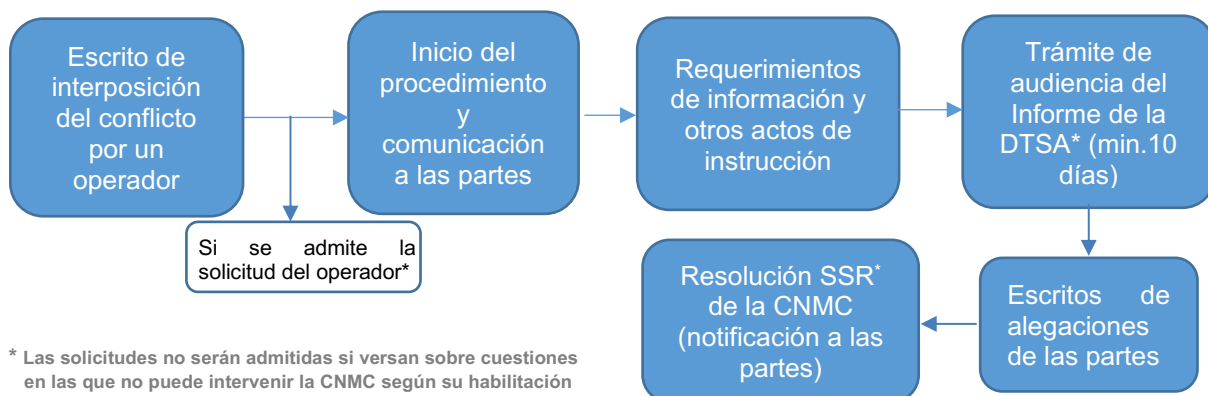 Escrito de
interposición
del conflicto
por un
operador
Inicio del
procedimiento
y
comunicación
a las partes
Requerimientos
de información y
otros actos de
instrucción
Trámite de
audiencia del
Informe de la
DTSA* (min.10
días)
Si se admite la
solicitud del operador*
Escritos de
alegaciones
de las partes
Resolución SSR*
de la CNMC
(notificación a las
partes)
* Las solicitudes no serán admitidas si versan sobre cuestiones
en las que no puede intervenir la CNMC según su habilitación